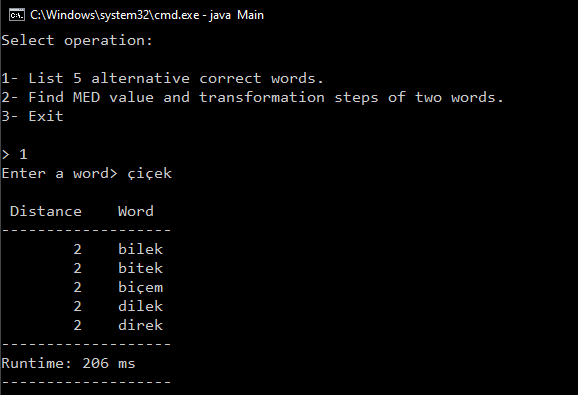 C:\Windows\system32\cmd.exe - java Main
Select operation:
1- List 5 alternative correct words.
2- Find MED value and transformation steps of two words.
3- Exit
> 1
Enter a word> çiçek
Distance    Word
-------------------
2    bilek
2    bitek
2    biçem
2    dilek
2    direk
-------------------
Runtime: 206 ms
-------------------